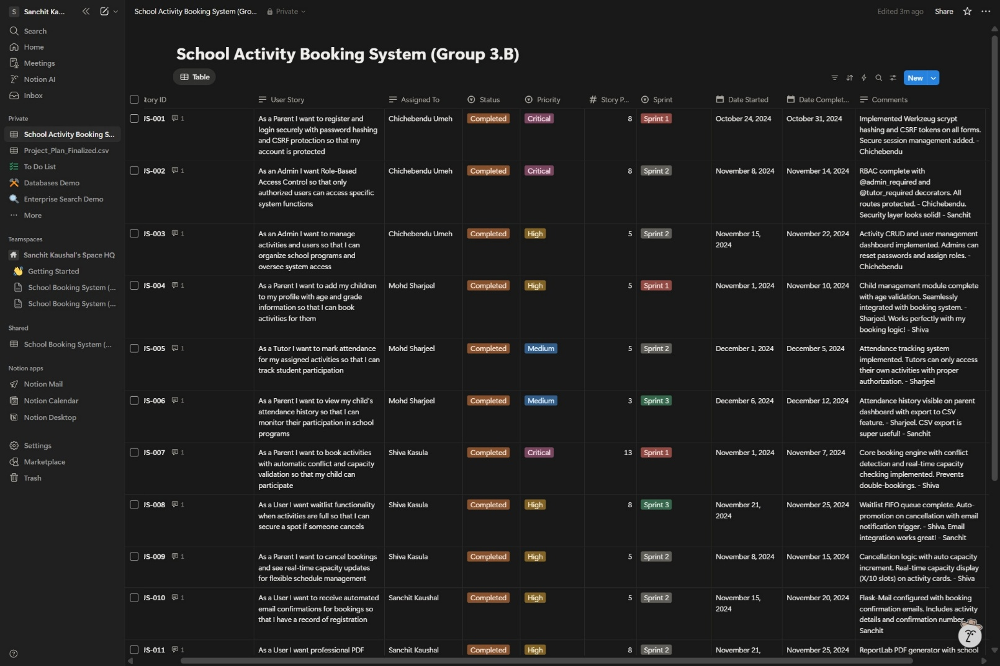 S Sanchit Ka...
Search
Home
Meetings
Notion AI
Inbox
Private
School Activity Booking S...
Project_Plan_Finalized.csv
To Do List
Databases Demo
Enterprise Search Demo
More
Teamspaces
Sanchit Kaushal's Space HQ
Getting Started
School Booking System (...
School Booking System (...
Shared
School Booking System (...
Notion apps
Notion Mail
Notion Calendar
Notion Desktop
Settings
Marketplace
Trash
School Activity Booking System (Gro... Private
Edited 3m ago Share
School Activity Booking System (Group 3.B)
Table
New
tory ID User Story Assigned To Status Priority Story P... Sprint Date Started Date Complet... Comments
JS-001 1
As a Parent I want to register and
login securely with password hashing
and CSRF protection so that my
account is protected
Chichebendu Umeh Completed Critical 8 Sprint 1 October 24, 2024 October 31, 2024
Implemented Werkzeug scrypt
hashing and CSRF tokens on all forms.
Secure session management added. -
Chichebendu
JS-002 1
As an Admin I want Role-Based
Access Control so that only
authorized users can access specific
system functions
Chichebendu Umeh Completed Critical 8 Sprint 2 November 8, 2024 November 14, 2024
RBAC complete with
@admin_required and
@tutor_required decorators. All
routes protected. - Chichebendu.
Security layer looks solid! - Sanchit
JS-003 1
As an Admin I want to manage
activities and users so that I can
organize school programs and
oversee system access
Chichebendu Umeh Completed High 5 Sprint 2 November 15,
2024
November 22, 2024
Activity CRUD and user management
dashboard implemented. Admins can
reset passwords and assign roles. -
Chichebendu
JS-004 1
As a Parent I want to add my children
to my profile with age and grade
information so that I can book
activities for them
Mohd Sharjeel Completed High 5 Sprint 1 November 1, 2024 November 10, 2024
Child management module complete
with age validation. Seamlessly
integrated with booking system. -
Sharjeel. Works perfectly with my
booking logic! - Shiva
JS-005 1
As a Tutor I want to mark attendance
for my assigned activities so that I can
track student participation
Mohd Sharjeel Completed Medium 5 Sprint 2 December 1, 2024 December 5, 2024
Attendance tracking system
implemented. Tutors can only access
their own activities with proper
authorization. - Sharjeel
JS-006 1
As a Parent I want to view my child's
attendance history so that I can
monitor their participation in school
programs
Mohd Sharjeel Completed Medium 3 Sprint 3 December 6, 2024 December 12, 2024
Attendance history visible on parent
dashboard with export to CSV
feature. - Sharjeel. CSV export is
super useful! - Sanchit
JS-007 1
As a Parent I want to book activities
with automatic conflict and capacity
validation so that my child can
participate
Shiva Kasula Completed Critical 13 Sprint 1 November 1, 2024 November 7, 2024
Core booking engine with conflict
detection and real-time capacity
checking implemented. Prevents
double-bookings. - Shiva
JS-008 1
As a User I want waitlist functionality
when activities are full so that I can
secure a spot if someone cancels
Shiva Kasula Completed High 8 Sprint 3 November 21,
2024
November 25, 2024
Waitlist FIFO queue complete. Auto-
promotion on cancellation with email
notification trigger. - Shiva. Email
integration works great! - Sanchit
JS-009 1
As a Parent I want to cancel bookings
and see real-time capacity updates
for flexible schedule management
Shiva Kasula Completed High 5 Sprint 2 November 8, 2024 November 15, 2024
Cancellation logic with auto capacity
increment. Real-time capacity display
(X/10 slots) on activity cards. - Shiva
JS-010 1
As a User I want to receive automated
email confirmations for bookings so
that I have a record of registration
Sanchit Kaushal Completed High 5 Sprint 2 November 15,
2024
November 20, 2024
Flask-Mail configured with booking
confirmation emails. Includes activity
details and confirmation number.
Sanchit
JS-011 1
As a User I want professional PDF
Sanchit Kaushal Completed High 8 Sprint 2 November 21, November 25, 2024
ReportLab PDF generator with school